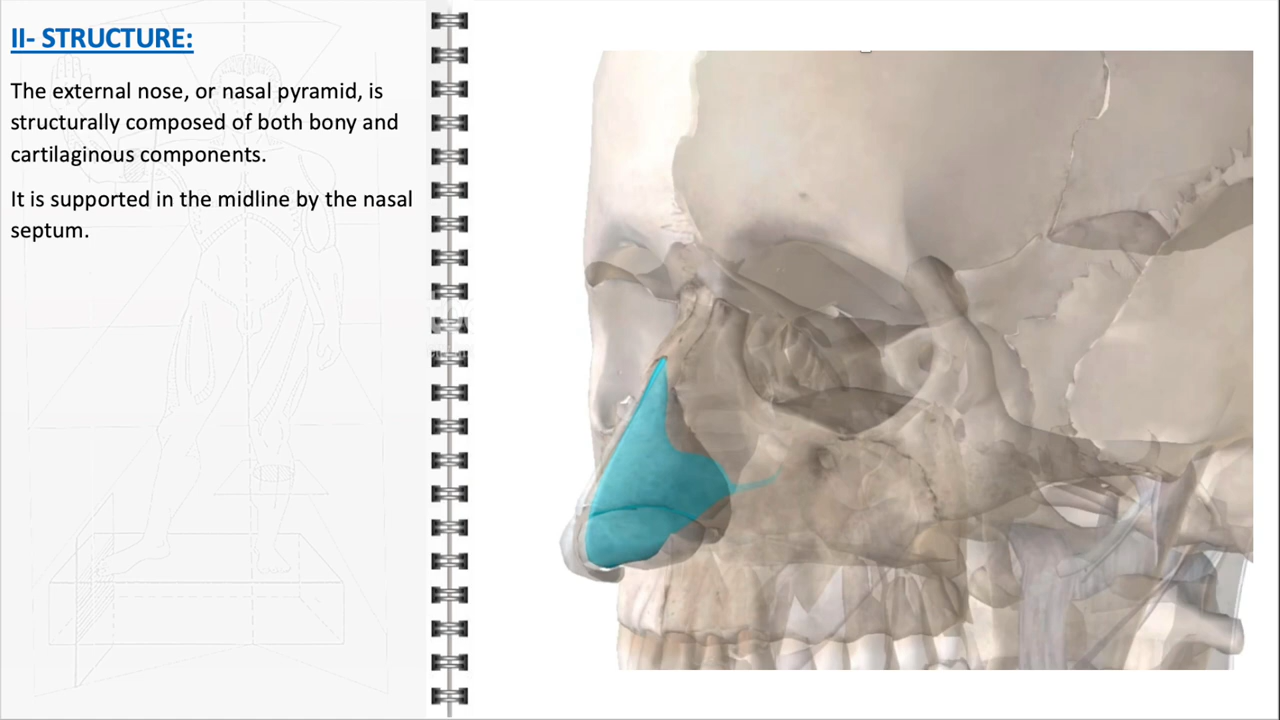 II- STRUCTURE:
The external nose, or nasal pyramid, is
structurally composed of both bony and
cartilaginous components.
It is supported in the midline by the nasal
septum.